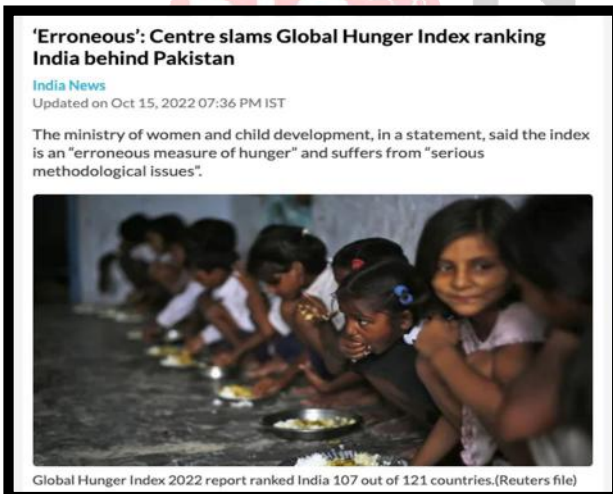 ‘Erroneous’: Centre slams Global Hunger Index ranking
India behind Pakistan
India News
Updated on Oct 15, 2022 07:36 PM IST
The ministry of women and child development, in a statement, said the index
is an “erroneous measure of hunger” and suffers from “serious
methodological issues”.
Global Hunger Index 2022 report ranked India 107 out of 121 countries.(Reuters file)